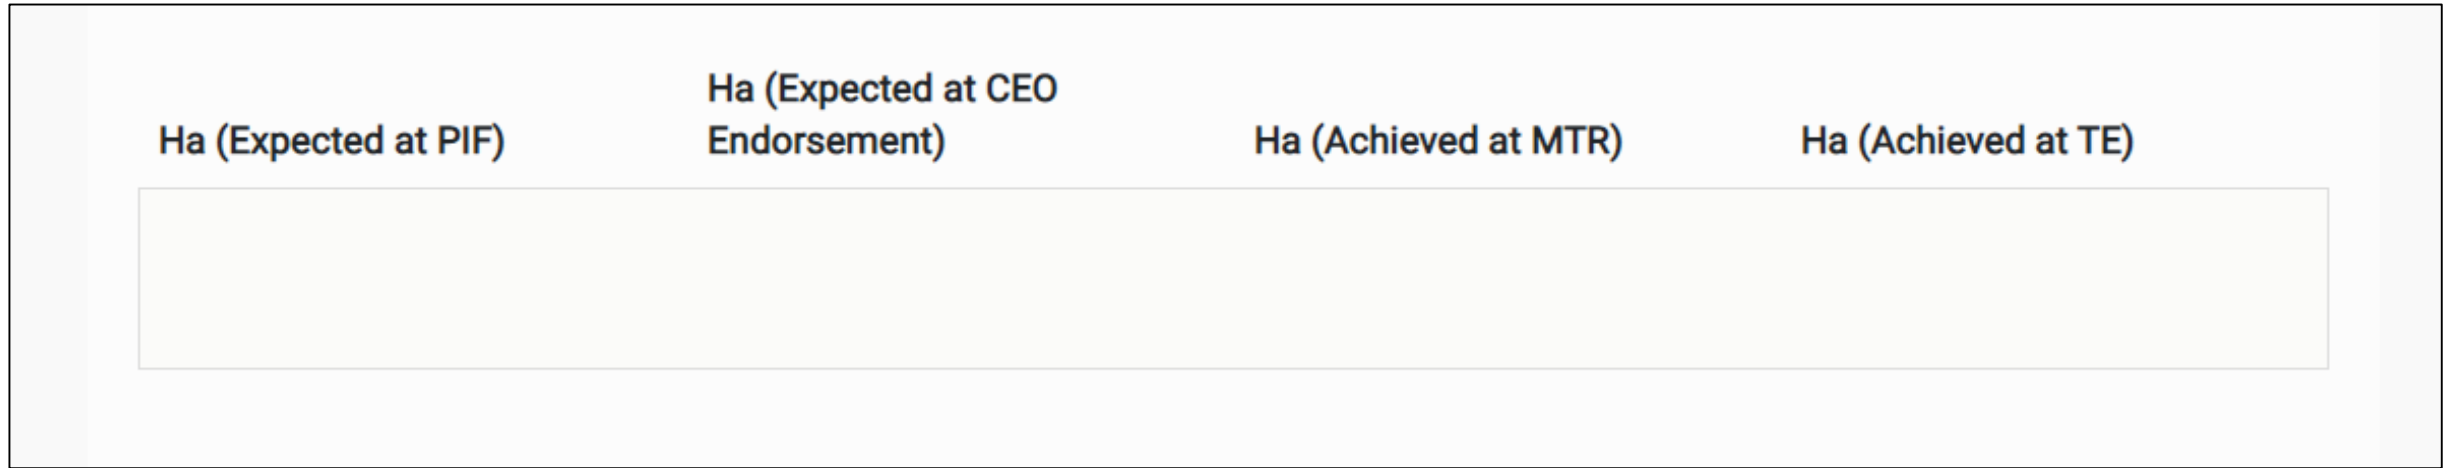 Ha (Expected at PIF)
Ha (Expected at CEO
Endorsement)
Ha (Achieved at MTR)
Ha (Achieved at TE)